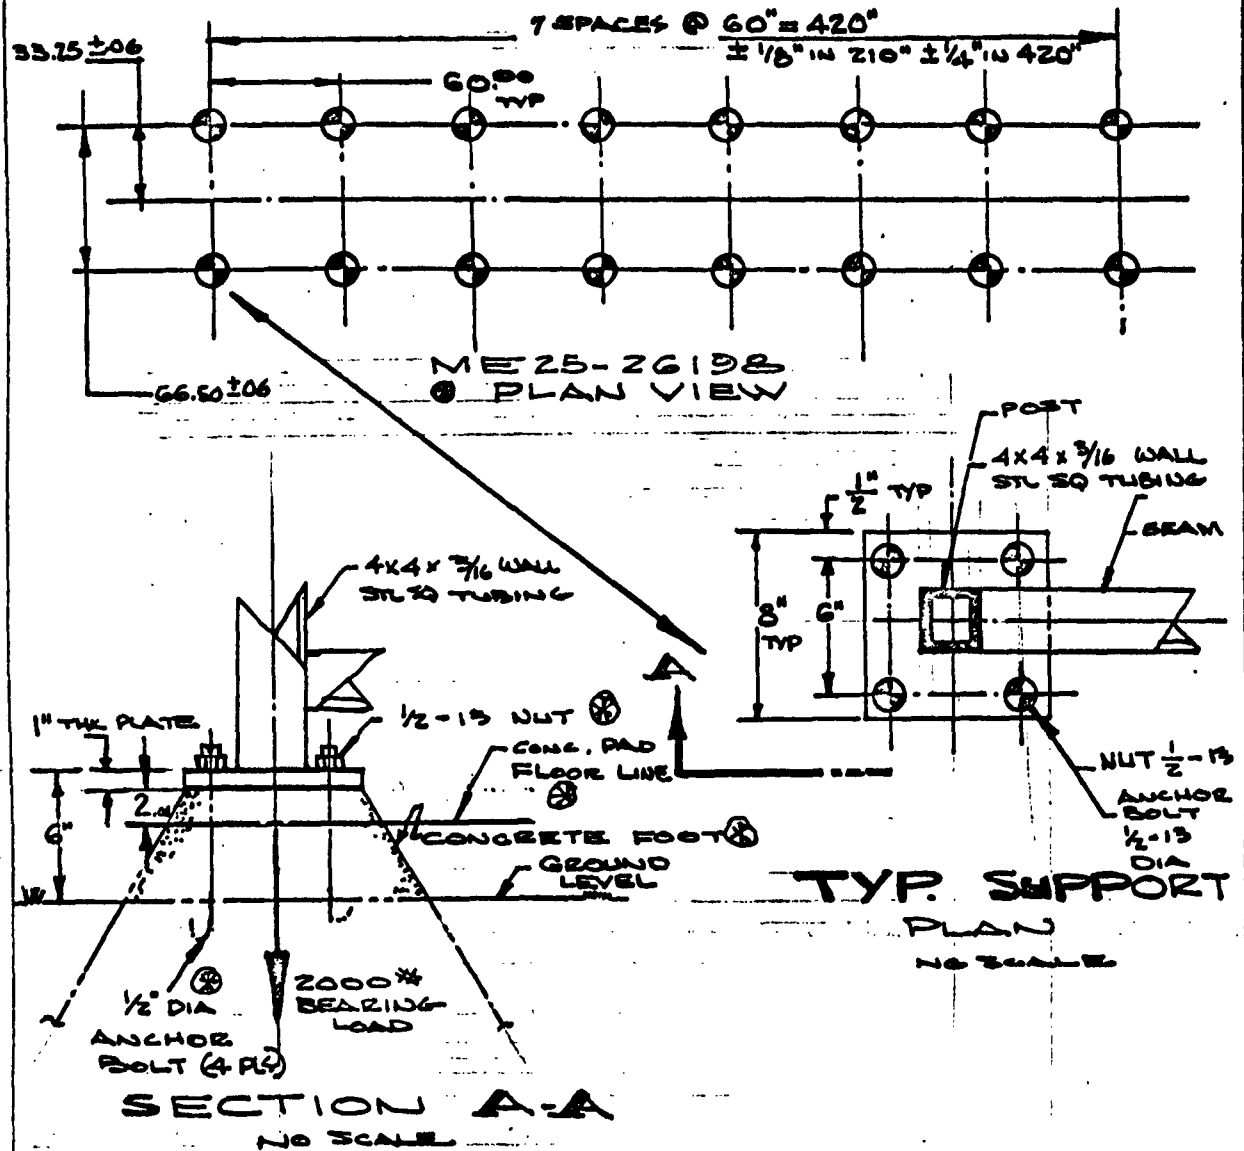 7 SPACES @ 60" = 420"
± 1/8" IN 210" ± 1/4" IN 420"
33.25 ±.06
60.00
TYP
66.50 ±.06
ME25-26198
PLAN VIEW
POST
4x4x 3/16 WALL
STL SQ TUBING
BEAM
1/2" TYP
8"
TYP
6"
NUT 1/2-13
ANCHOR
BOLT
1/2-13
DIA
TYP. SUPPORT
PLAN
NO SCALE
4x4x 3/16 WALL
STL SQ TUBING
A
1/2-13 NUT
1" THK PLATE
CONC. PAD
FLOOR LINE
6"
CONCRETE FOOT
GROUND
LEVEL
1/2" DIA
ANCHOR
BOLT (4 PL)
2000#
BEARING
LOAD
SECTION A-A
NO SCALE